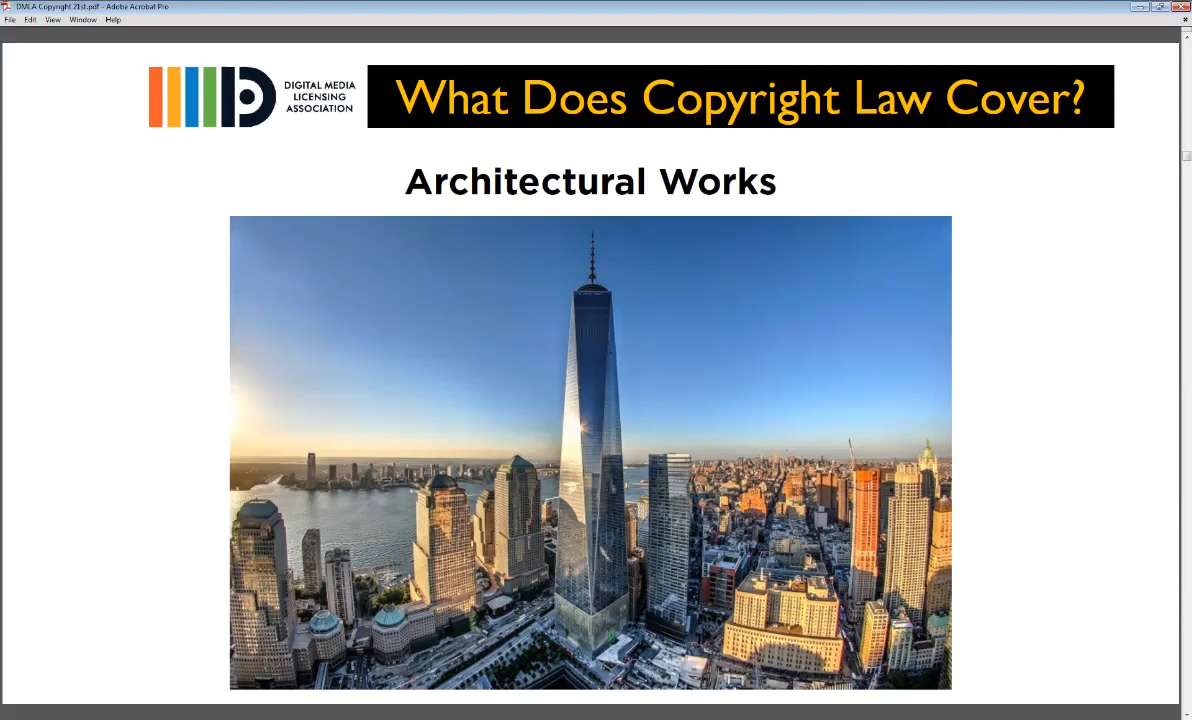 DMLA Copyright 21st.pdf - Adobe Acrobat Pro
File Edit View Window Help
DIGITAL MEDIA
LICENSING
ASSOCIATION
What Does Copyright Law Cover?
Architectural Works